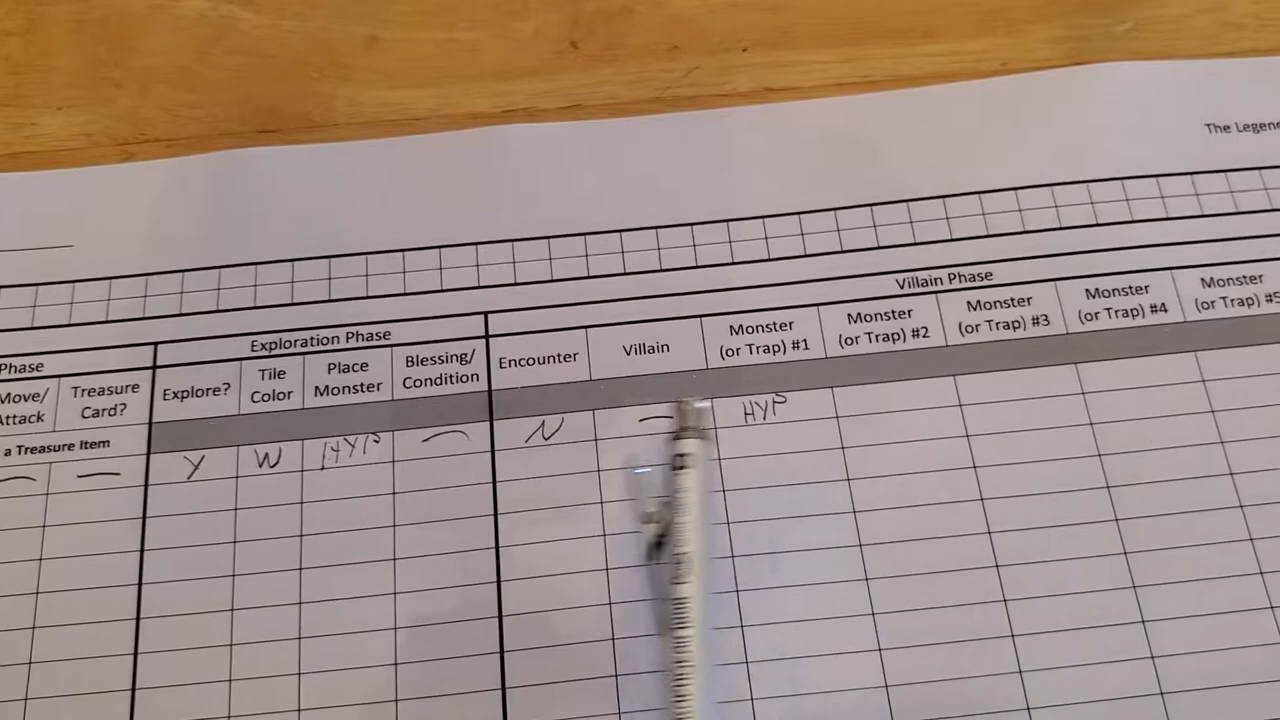 The Legend
Phase
Exploration Phase
Villain Phase
Move/ Attack
Treasure Card?
Explore?
Tile Color
Place Monster
Blessing/ Condition
Encounter
Villain
Monster (or Trap) #1
Monster (or Trap) #2
Monster (or Trap) #3
Monster (or Trap) #4
Monster (or Trap) #5
a Treasure Item
— — Y W HYP — N — HYP